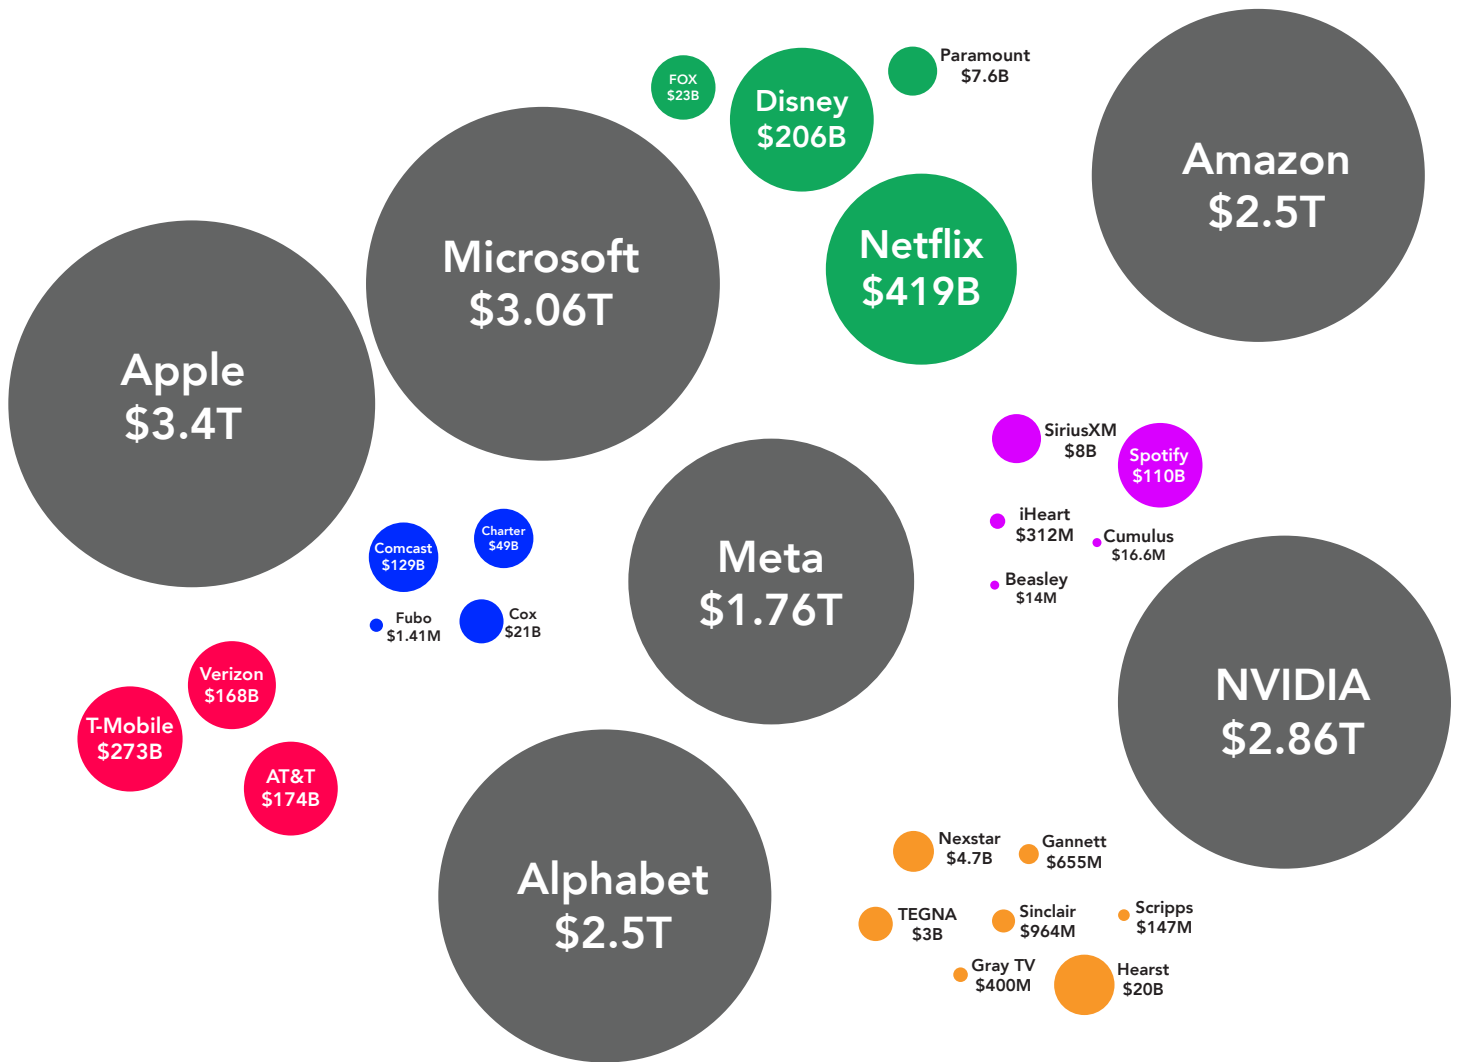 Paramount
$7.6B
FOX
$23B
Disney
$206B
Amazon
$2.5T
Microsoft
$3.06T
Netflix
$419B
Apple
$3.4T
SiriusXM
$8B
Spotify
$110B
iHeart
$312M
Cumulus
$16.6M
Beasley
$14M
Charter
$49B
Comcast
$129B
Fubo
$1.41M
Cox
$21B
Meta
$1.76T
Verizon
$168B
T-Mobile
$273B
AT&T
$174B
NVIDIA
$2.86T
Alphabet
$2.5T
Nexstar
$4.7B
Gannett
$655M
TEGNA
$3B
Sinclair
$964M
Scripps
$147M
Gray TV
$400M
Hearst
$20B